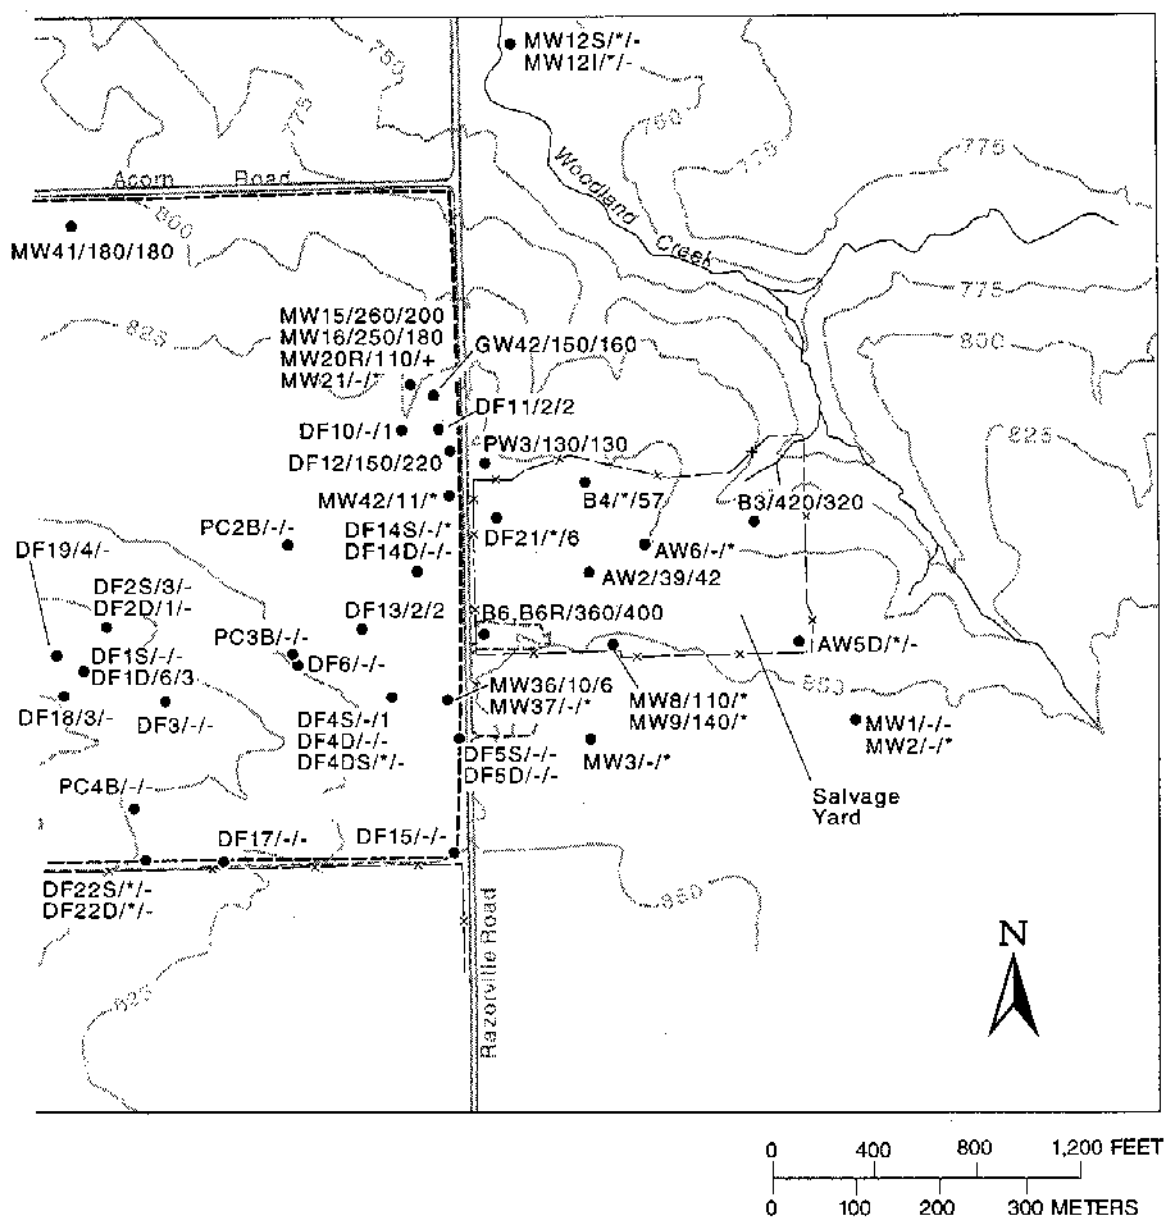 MW12S/*/-
MW12I/*/-
750
775
750
775
775
Woodland
Creek
Acorn Road
800
MW41/180/180
775
825
MW15/260/200
MW16/250/180
MW20R/110/+
MW21/-/*
GW42/150/160
800
DF11/2/2
DF10/-/1
825
DF12/150/220
PW3/130/130
MW42/11/*
B4/*/57
B3/420/320
PC2B/-/-
DF14S/-/*
DF14D/-/-
DF21/*/6
DF19/4/-
AW6/-/*
DF2S/3/-
DF2D/1/-
AW2/39/42
DF13/2/2
B6,B6R/360/400
PC3B/-/-
AW5D/*/-
DF1S/-/-
DF1D/6/3
DF6/-/-
850
DF18/3/-
DF3/-/-
DF4S/-/1
DF4D/-/-
DF4DS/*/-
MW36/10/6
MW37/-/*
MW8/110/*
MW9/140/*
MW1/-/-
MW2/-/*
DF5S/-/-
DF5D/-/-
MW3/-/*
PC4B/-/-
Salvage
Yard
DF17/-/-
DF15/-/-
DF22S/*/-
DF22D/*/-
850
Razorville Road
825
N
0 400 800 1,200 FEET
0 100 200 300 METERS